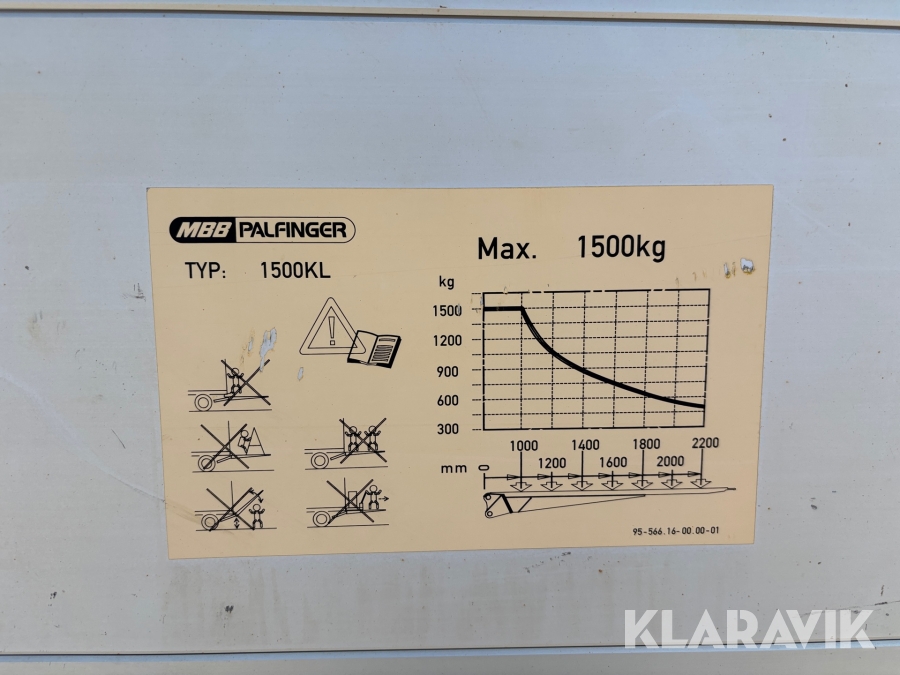 MBB PALFINGER
TYP: 1500KL
Max. 1500kg
kg
1500
1200
900
600
300
1000 1400 1800 2200
1200 1600 2000
mm 0
95-566.16-00.00-01
KLARAVIK